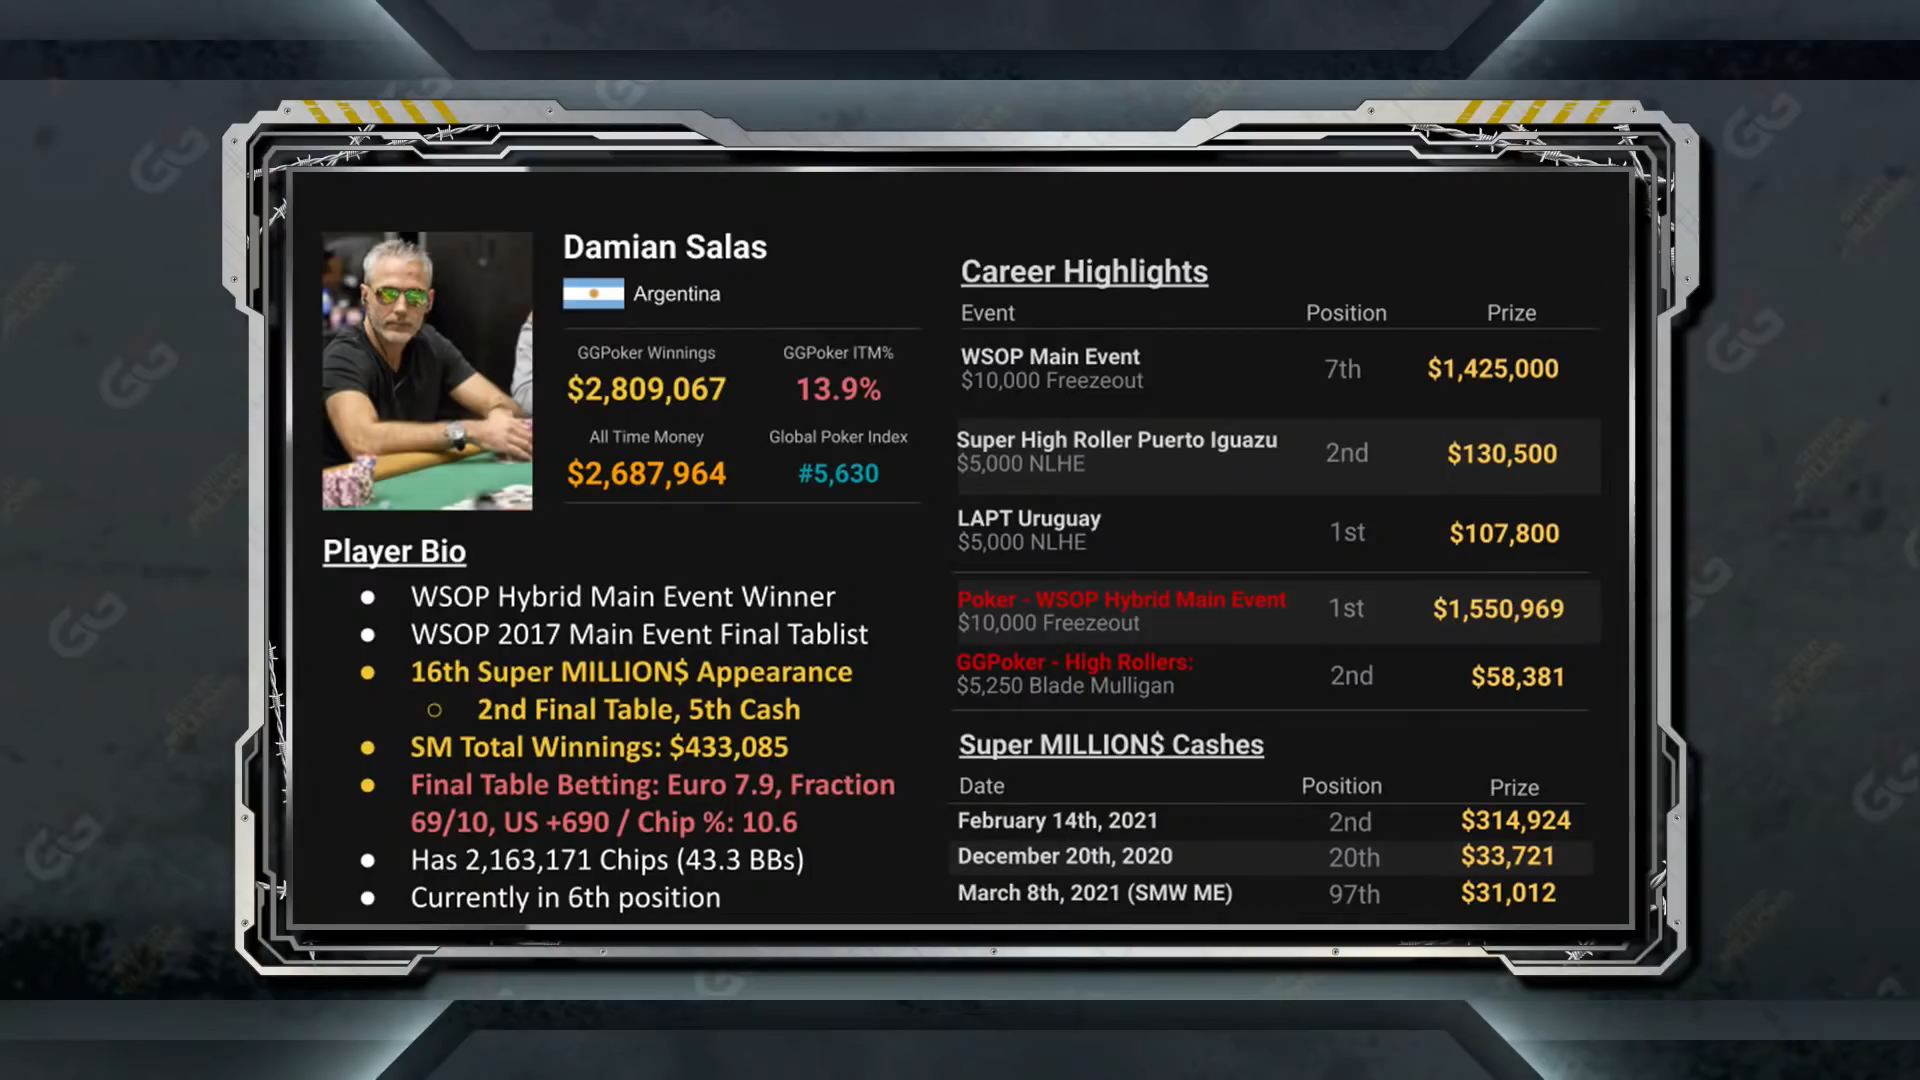 Damian Salas
Argentina
GGPoker Winnings
GGPoker ITM%
$2,809,067
13.9%
All Time Money
Global Poker Index
$2,687,964
#5,630
Player Bio
WSOP Hybrid Main Event Winner
WSOP 2017 Main Event Final Tablist
16th Super MILLION$ Appearance
2nd Final Table, 5th Cash
SM Total Winnings: $433,085
Final Table Betting: Euro 7.9, Fraction
69/10, US +690 / Chip %: 10.6
Has 2,163,171 Chips (43.3 BBs)
Currently in 6th position
Career Highlights
Event Position Prize
WSOP Main Event
$10,000 Freezeout
7th $1,425,000
Super High Roller Puerto Iguazu
$5,000 NLHE
2nd $130,500
LAPT Uruguay
$5,000 NLHE
1st $107,800
Poker - WSOP Hybrid Main Event
$10,000 Freezeout
1st $1,550,969
GGPoker - High Rollers:
$5,250 Blade Mulligan
2nd $58,381
Super MILLION$ Cashes
Date Position Prize
February 14th, 2021 2nd $314,924
December 20th, 2020 20th $33,721
March 8th, 2021 (SMW ME) 97th $31,012